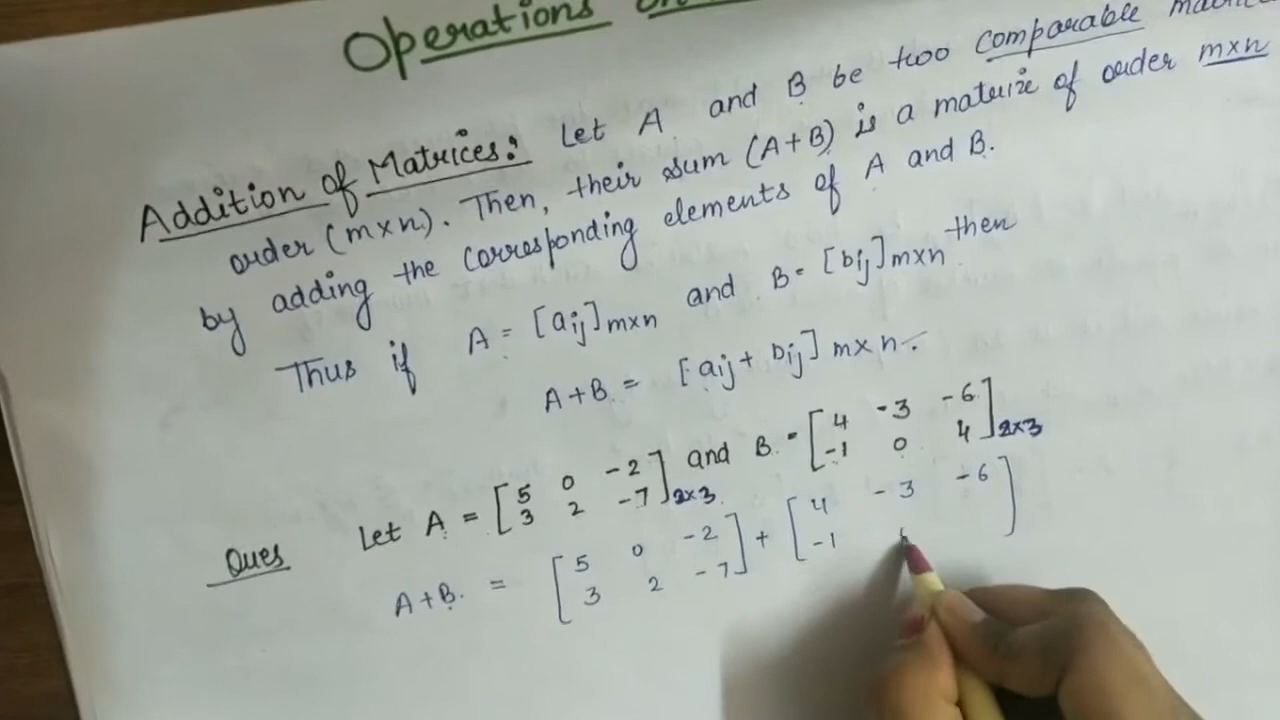 Operations on
Addition of Matrices: Let A and B be two comparable
order (m×n). Then, their sum (A+B) is a matrix of order m×n
by adding the corresponding elements of A and B.
Thus if A = [aij]m×n and B = [bij]m×n then
A+B = [aij + bij] m×n.
Ques Let A = [5 0 -2 3 2 -7]2×3 and B = [4 -3 -6 -1 0 4]2×3
A+B = [5 0 -2 3 2 -7] + [4 -3 -6 -1